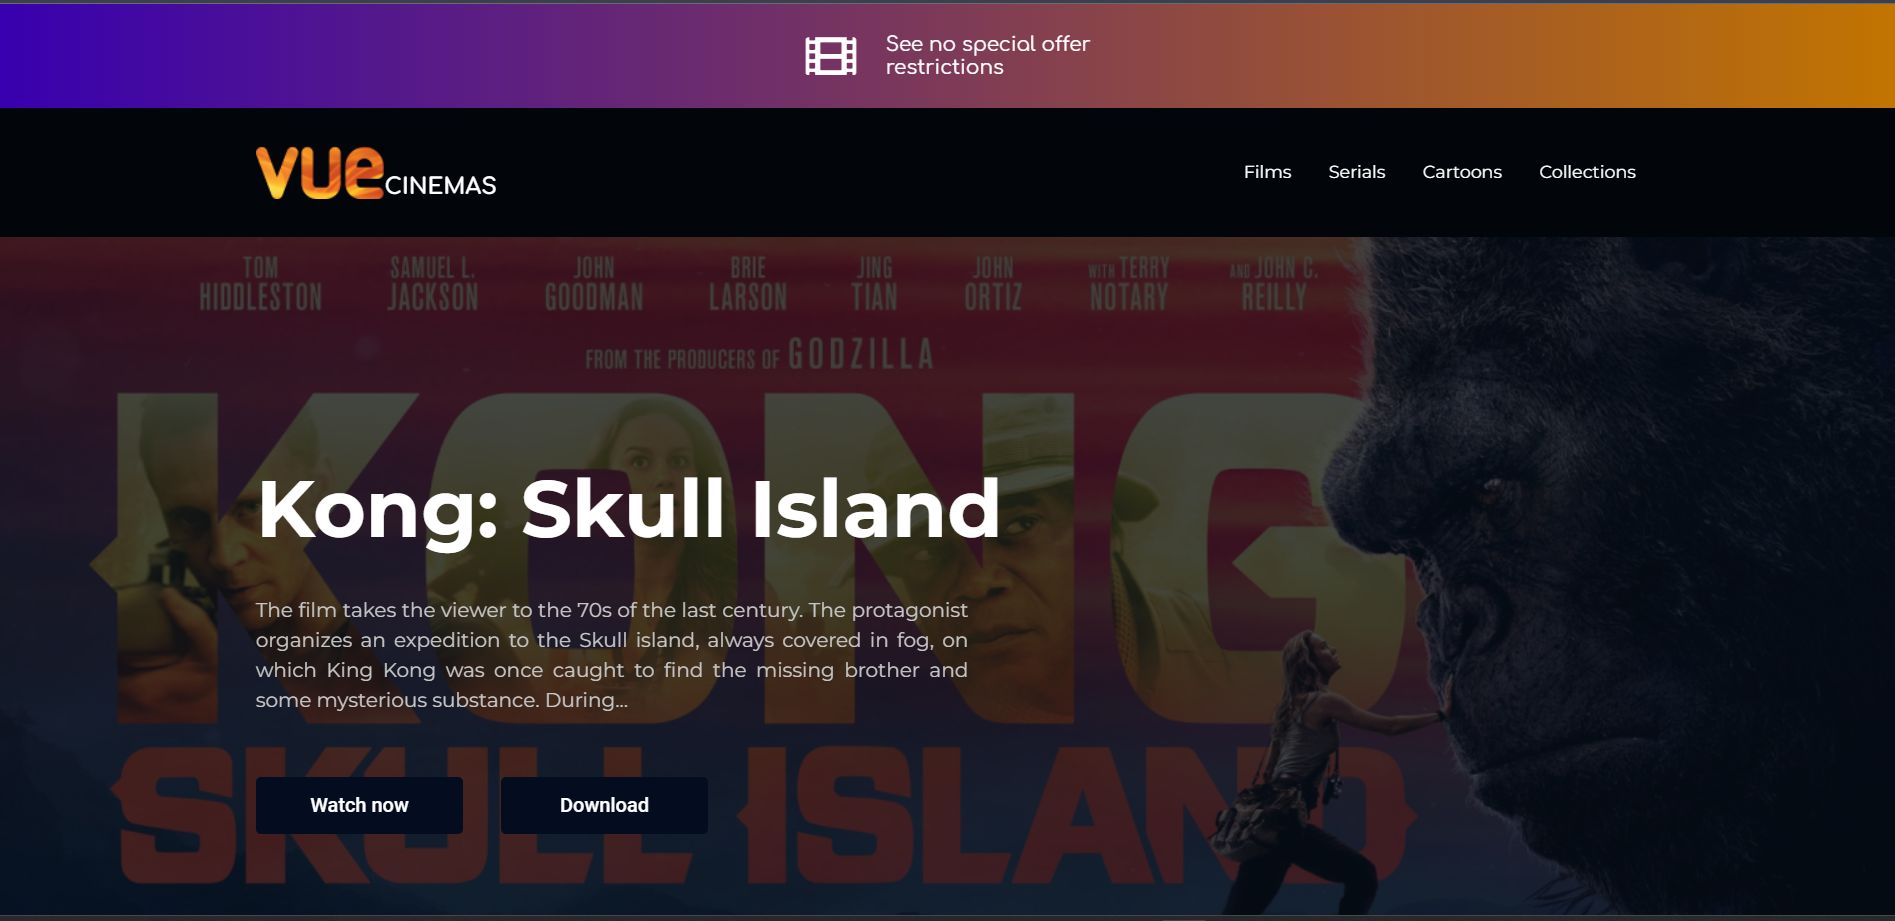 See no special offer
restrictions
vue CINEMAS
Films Serials Cartoons Collections
TOM HIDDLESTON
SAMUEL L. JACKSON
JOHN GOODMAN
BRIE LARSON
JING TIAN
JOHN ORTIZ
WITH TERRY NOTARY
AND JOHN C. REILLY
FROM THE PRODUCERS OF GODZILLA
KONG
Kong: Skull Island
The film takes the viewer to the 70s of the last century. The protagonist
organizes an expedition to the Skull island, always covered in fog, on
which King Kong was once caught to find the missing brother and
some mysterious substance. During...
SKULL ISLAND
Watch now Download